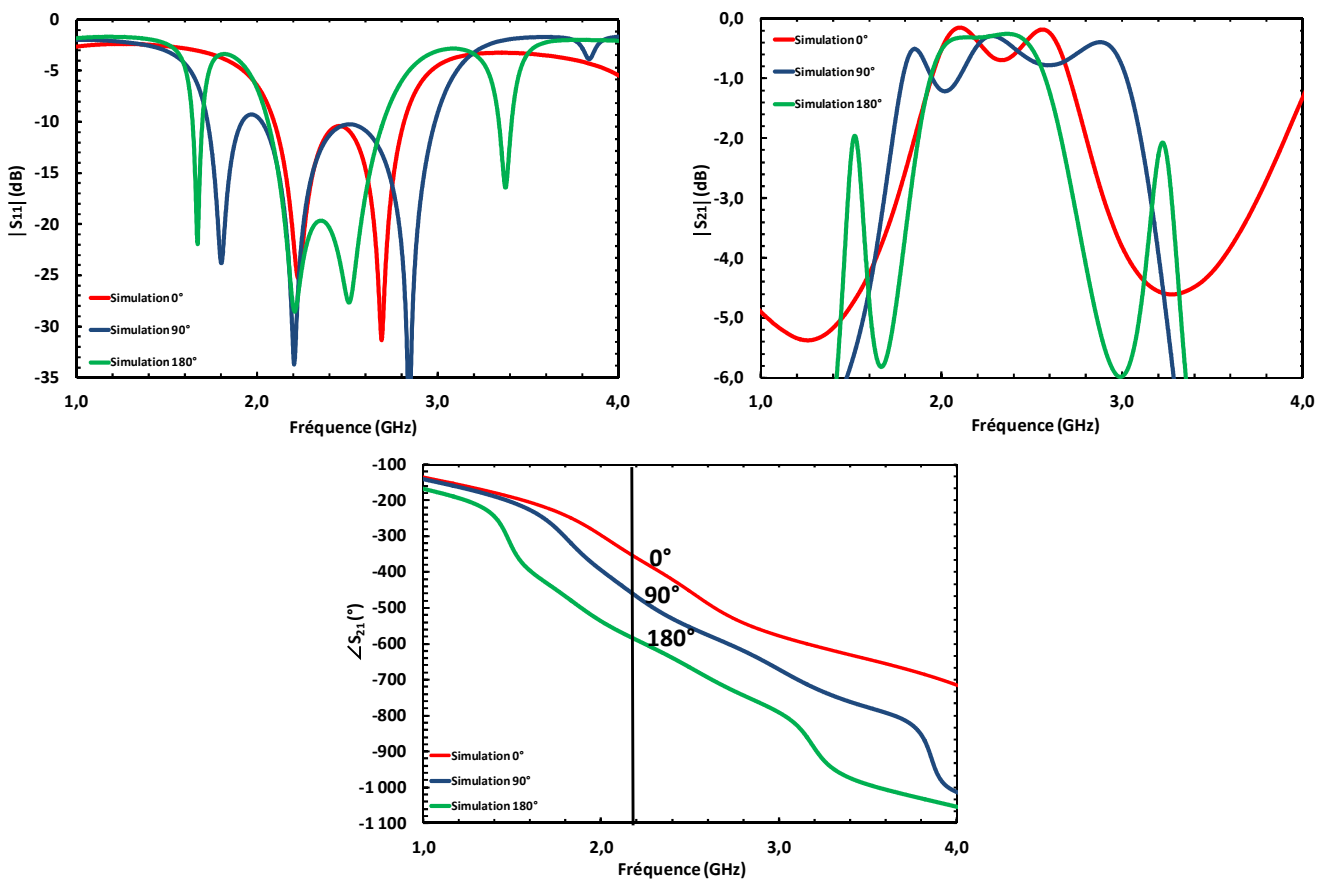 0
-5
-10
-15
-20
-25
-30
-35
|S11| (dB)
Simulation 0°
Simulation 90°
Simulation 180°
1,0 2,0 3,0 4,0
Fréquence (GHz)
0,0
-1,0
-2,0
-3,0
-4,0
-5,0
-6,0
|S21| (dB)
Simulation 0°
Simulation 90°
Simulation 180°
1,0 2,0 3,0 4,0
Fréquence (GHz)
-100
-200
-300
-400
-500
-600
-700
-800
-900
-1 000
-1 100
∠S21 (°)
0°
90°
180°
Simulation 0°
Simulation 90°
Simulation 180°
1,0 2,0 3,0 4,0
Fréquence (GHz)